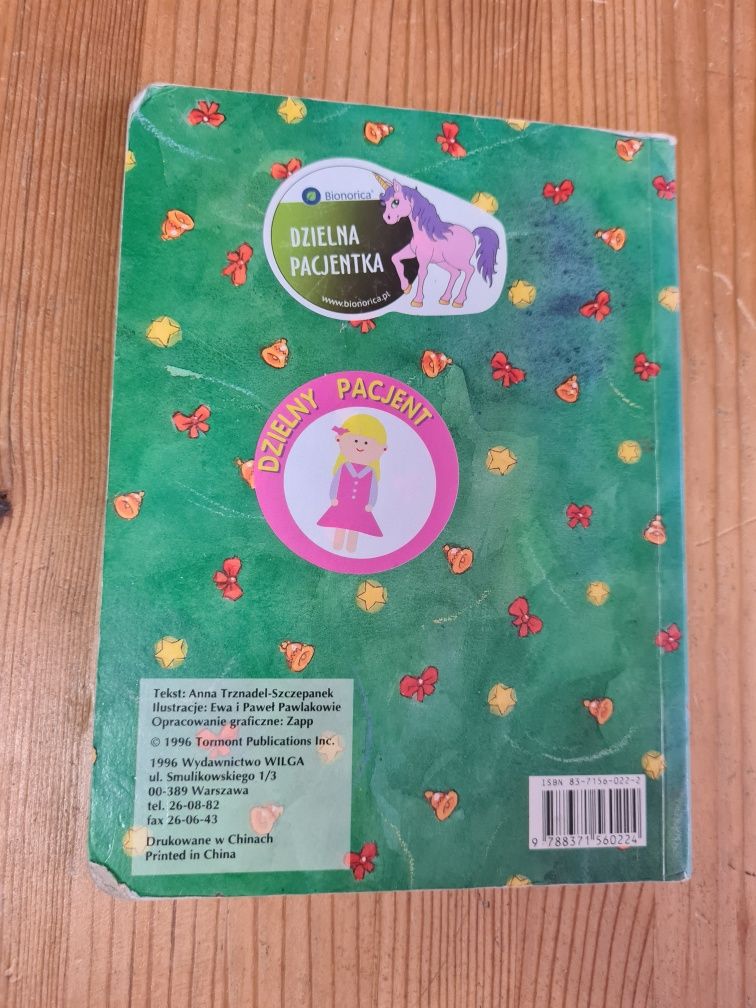 Bionorica®
DZIELNA
PACJENTKA
www.bionorica.pl
DZIELNY PACJENT
Tekst: Anna Trznadel-Szczepanek
Ilustracje: Ewa i Paweł Pawlakowie
Opracowanie graficzne: Zapp
© 1996 Tormont Publications Inc.
1996 Wydawnictwo WILGA
ul. Smulikowskiego 1/3
00-389 Warszawa
tel. 26-08-82
fax 26-06-43
Drukowane w Chinach
Printed in China
ISBN 83-7156-022-2
9 788371 560224